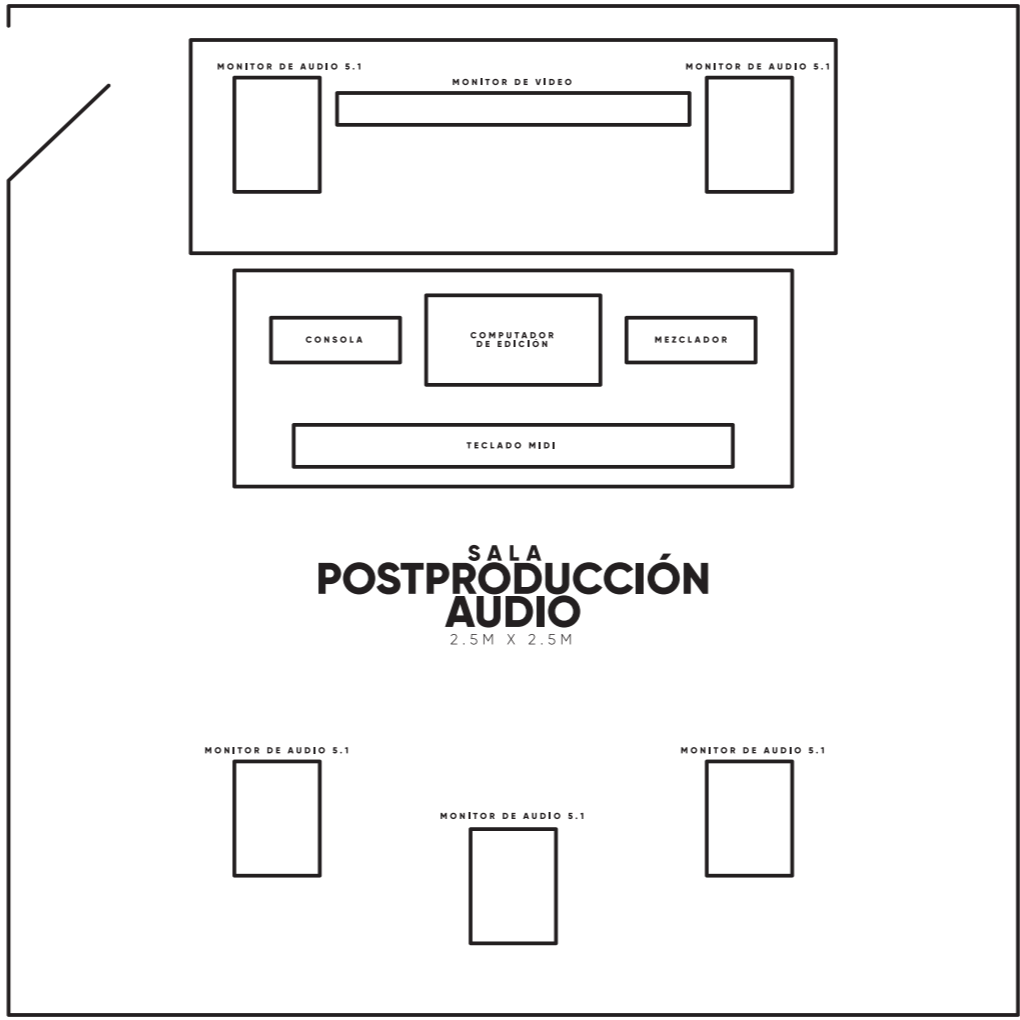 MONITOR DE AUDIO 5.1
MONITOR DE AUDIO 5.1
MONITOR DE VÍDEO
CONSOLA
COMPUTADOR
DE EDICIÓN
MEZCLADOR
TECLADO MIDI
SALA
POSTPRODUCCIÓN
AUDIO
2.5M X 2.5M
MONITOR DE AUDIO 5.1
MONITOR DE AUDIO 5.1
MONITOR DE AUDIO 5.1